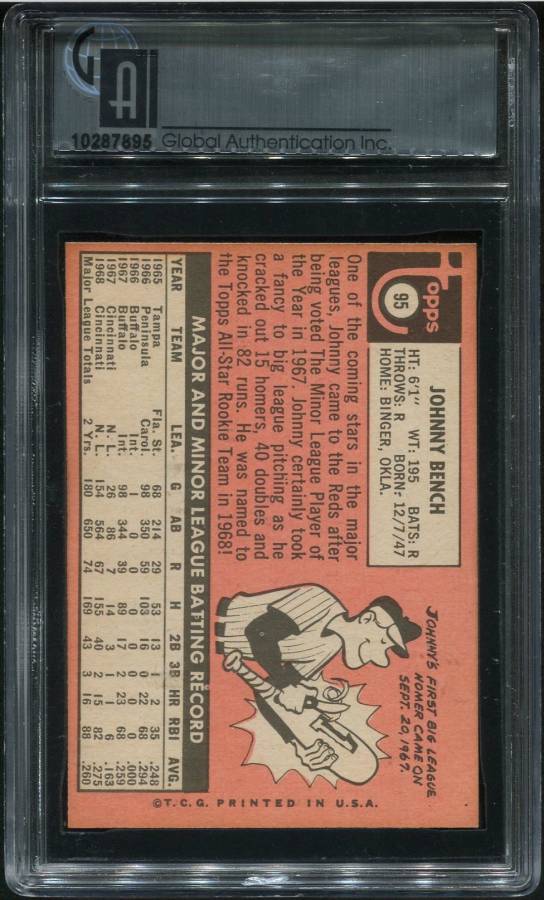 A
10287895 Global Authentication Inc.
Topps
95
JOHNNY BENCH
HT: 6'1" WT: 195 BATS: R
THROWS: R BORN: 12/7/47
HOME: BINGER, OKLA.
One of the coming stars in the major
leagues, Johnny came to the Reds after
being voted The Minor League Player of
the Year in 1967. Johnny certainly took
a fancy to big league pitching as he
cracked out 15 homers, 40 doubles and
knocked in 82 runs. He was named to
the Topps All-Star Rookie Team in 1968!
JOHNNY'S FIRST BIG LEAGUE
HOMER CAME ON
SEPT. 20, 1967.
MAJOR AND MINOR LEAGUE BATTING RECORD
YEAR TEAM LEA. G AB R H 2B 3B HR RBI AVG.
1965 Tampa Fla. St. 68 214 29 53 13 1 2 35 .248
1966 Peninsula Carol. 98 350 59 103 16 0 22 68 .294
1966 Buffalo Int. 1 0 0 0 0 0 0 0 .000
1967 Buffalo Int. 98 344 39 89 17 2 23 68 .259
1967 Cincinnati N. L. 26 86 7 14 3 1 1 6 .163
1968 Cincinnati N. L. 154 564 67 155 40 2 15 82 .275
Major League Totals 2 Yrs. 180 650 74 169 43 3 16 88 .260
©T.C.G. PRINTED IN U.S.A.